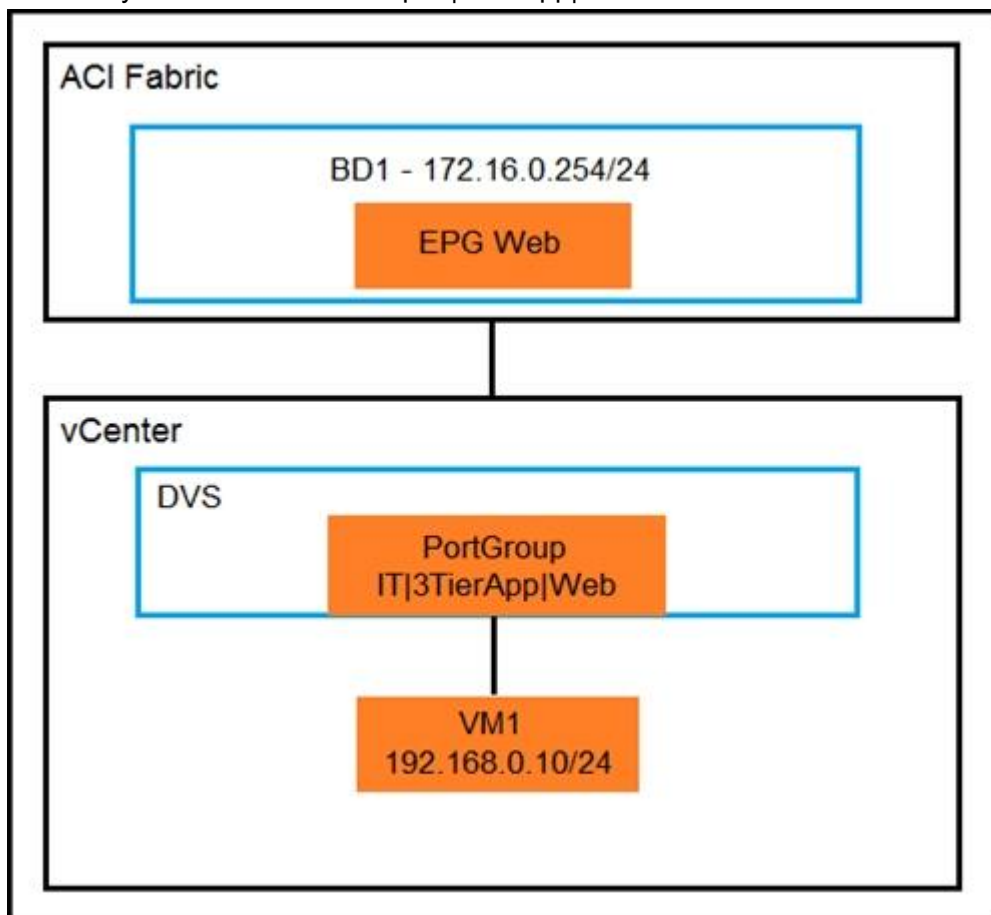 ACI Fabric
BD1 - 172.16.0.254/24
EPG Web
vCenter
DVS
PortGroup
IT|3TierApp|Web
VM1
192.168.0.10/24